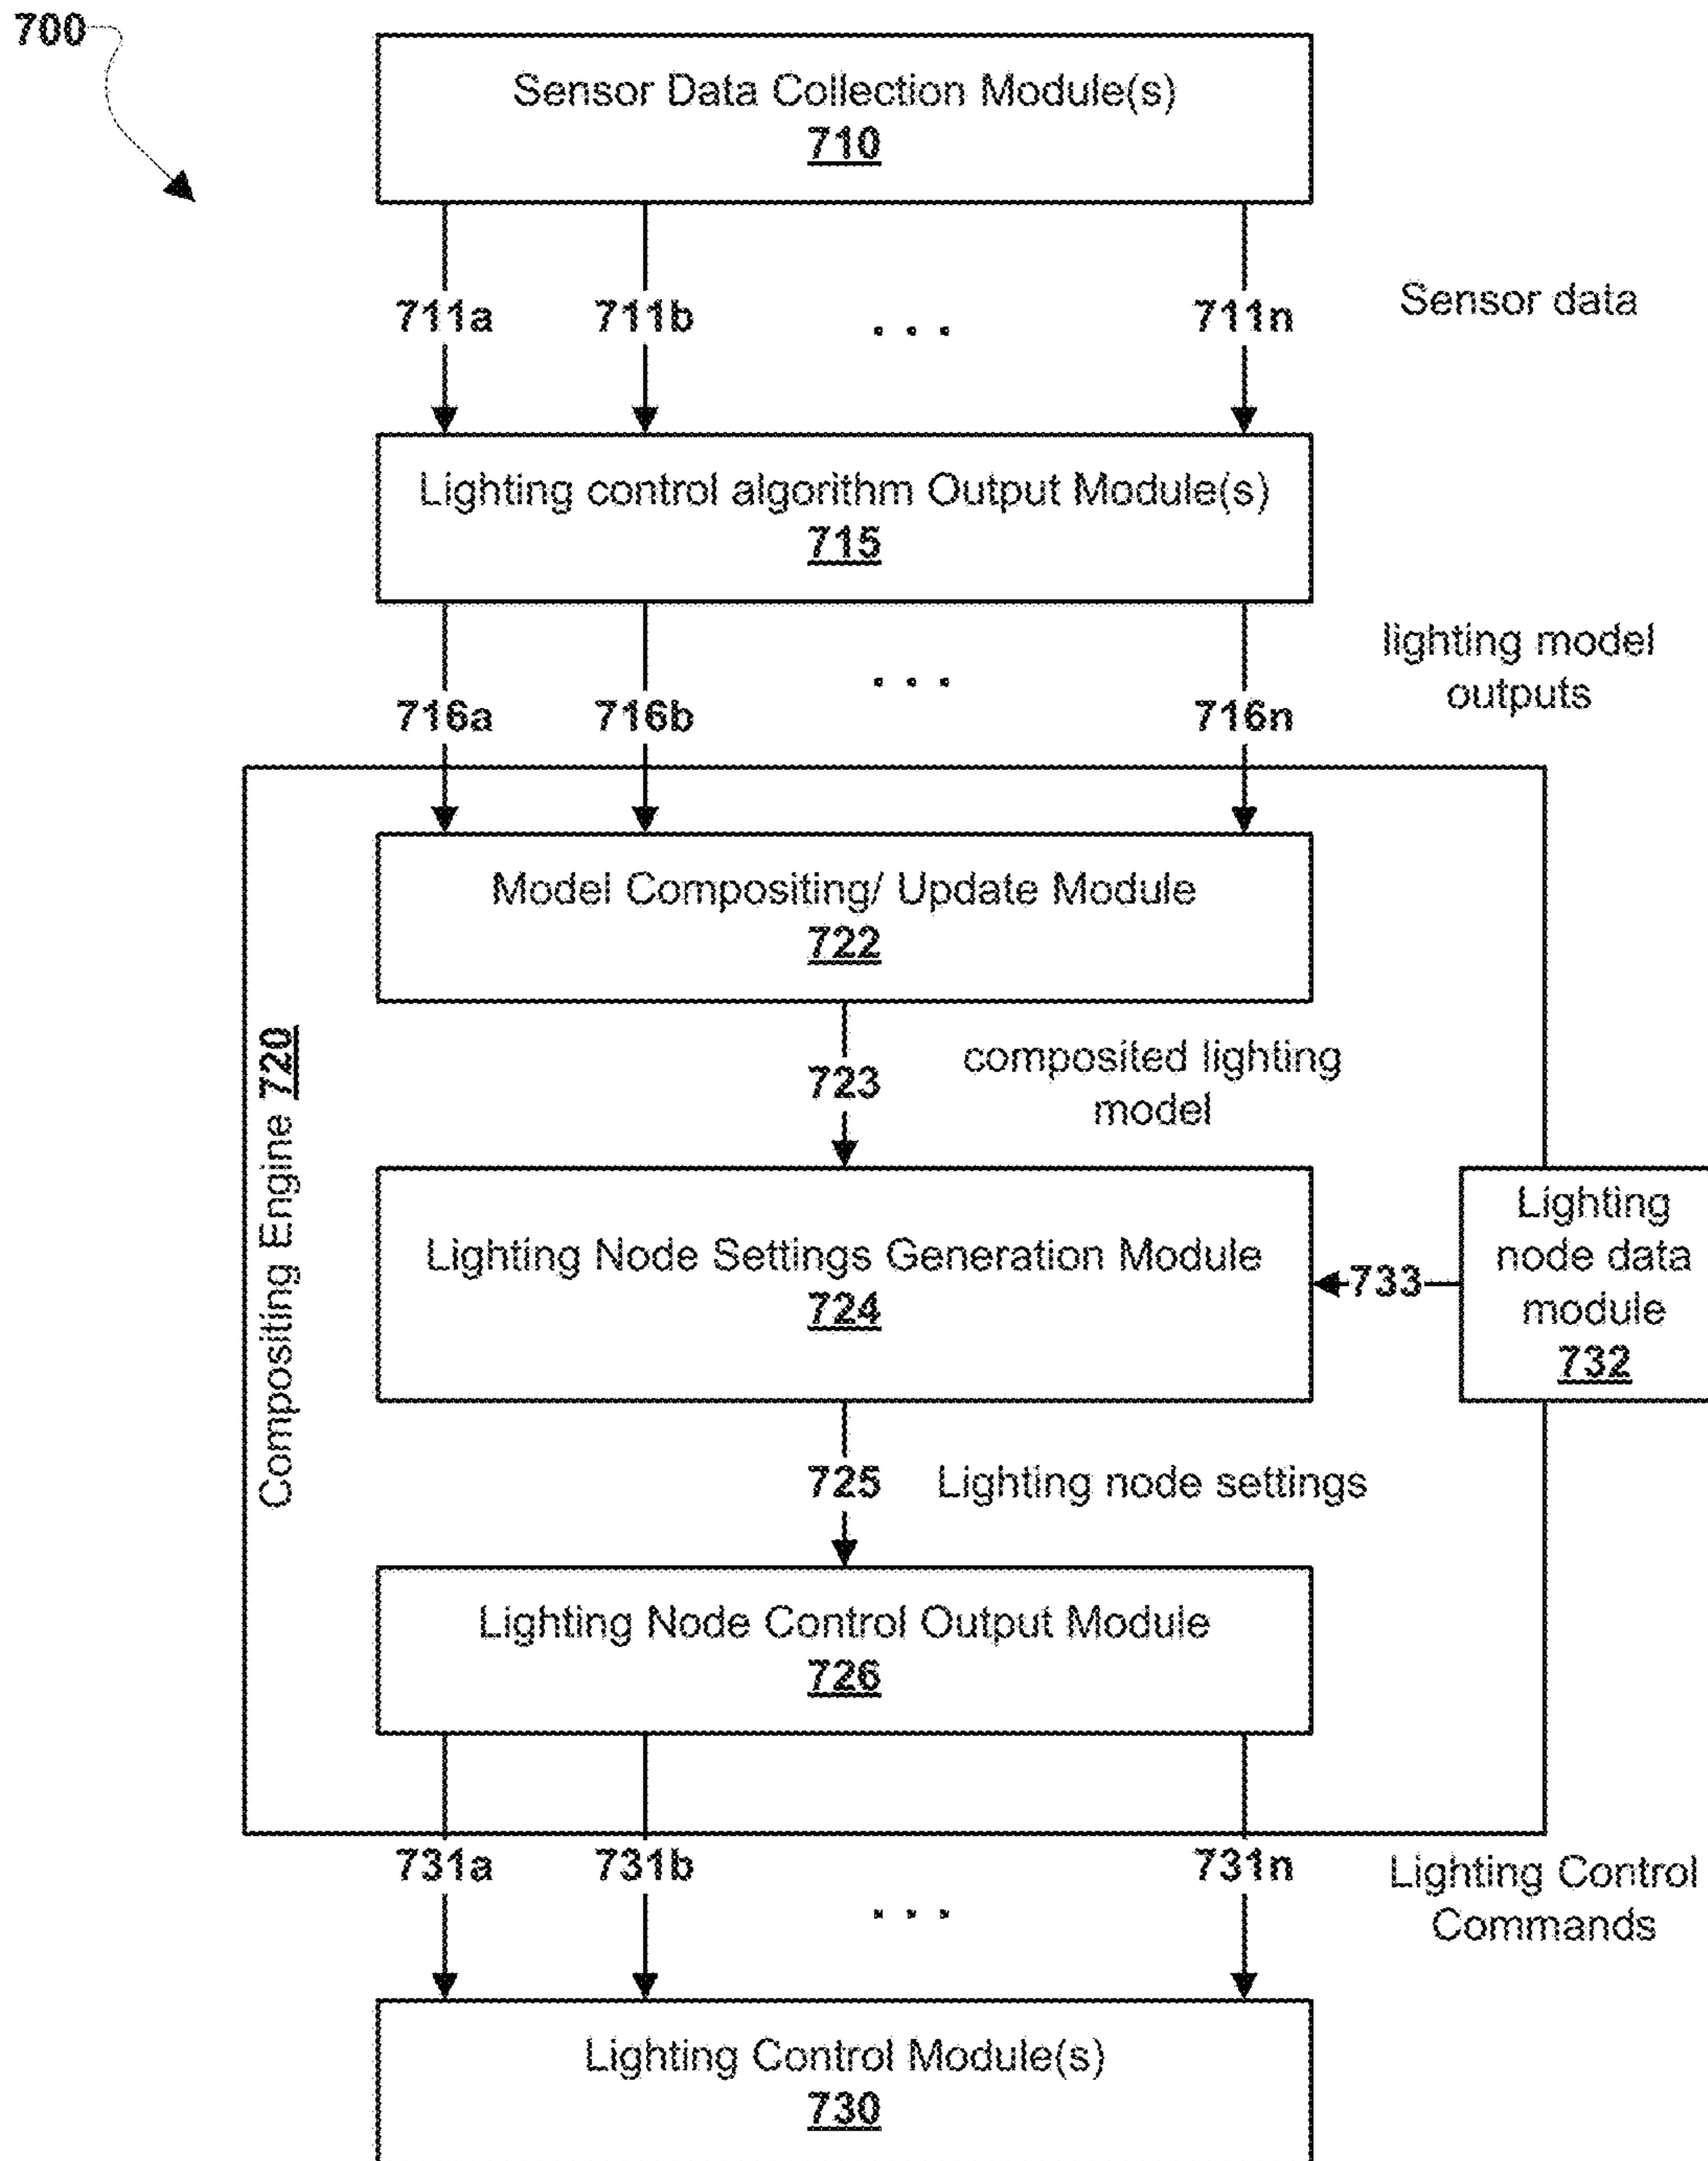 700
Sensor Data Collection Module(s)
710
711a 711b ... 711n
Sensor data
Lighting control algorithm Output Module(s)
715
lighting model
outputs
...
716a 716b 716n
Compositing Engine 720
Model Compositing/ Update Module
722
723
composited lighting
model
Lighting Node Settings Generation Module
724
733
Lighting
node data
module
732
725 Lighting node settings
Lighting Node Control Output Module
726
731a 731b 731n
...
Lighting Control
Commands
Lighting Control Module(s)
730